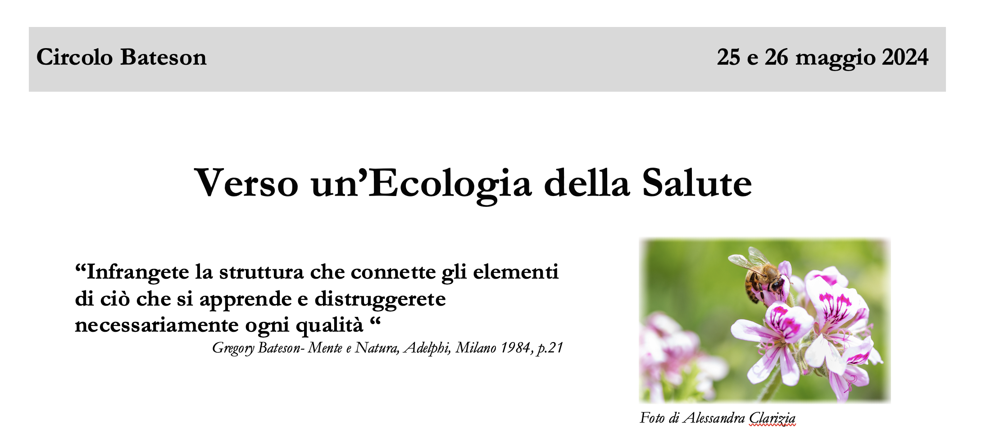 Circolo Bateson 25 e 26 maggio 2024
Verso un’Ecologia della Salute
“Infrangete la struttura che connette gli elementi
di ciò che si apprende e distruggerete
necessariamente ogni qualità “
Gregory Bateson- Mente e Natura, Adelphi, Milano 1984, p.21
Foto di Alessandra Clarizia